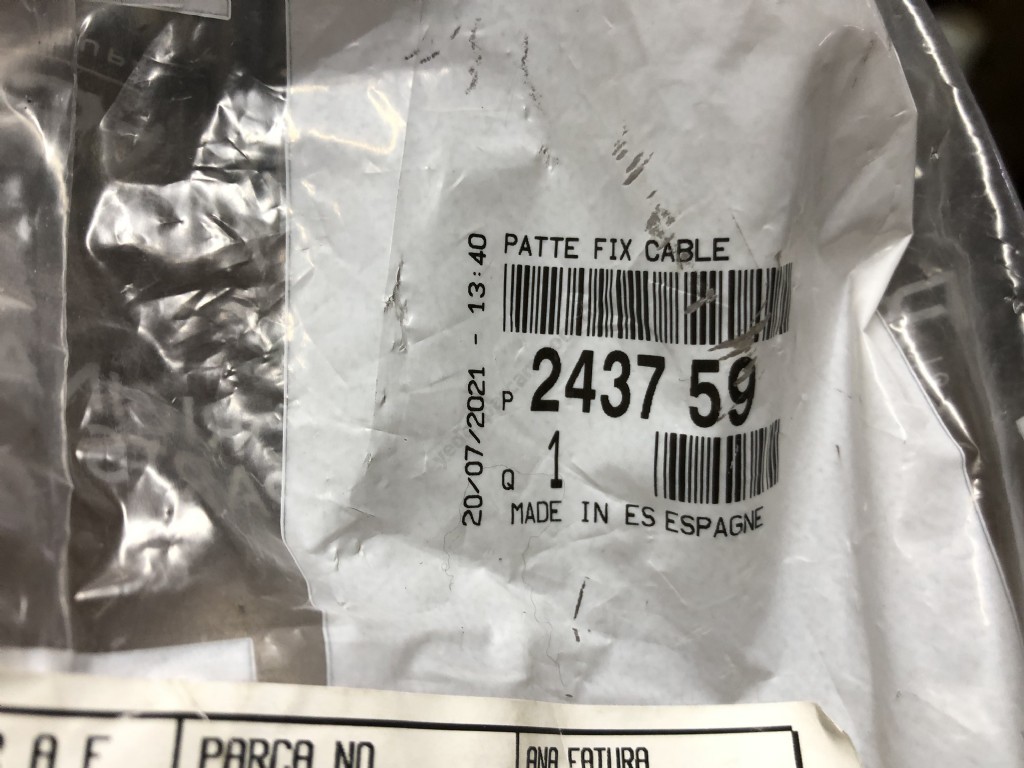 PATTE FIX CABLE
20/07/2021 - 13:40
P 2437 59
Q 1
MADE IN ES ESPAGNE
PARCA NO
ANA FATURA